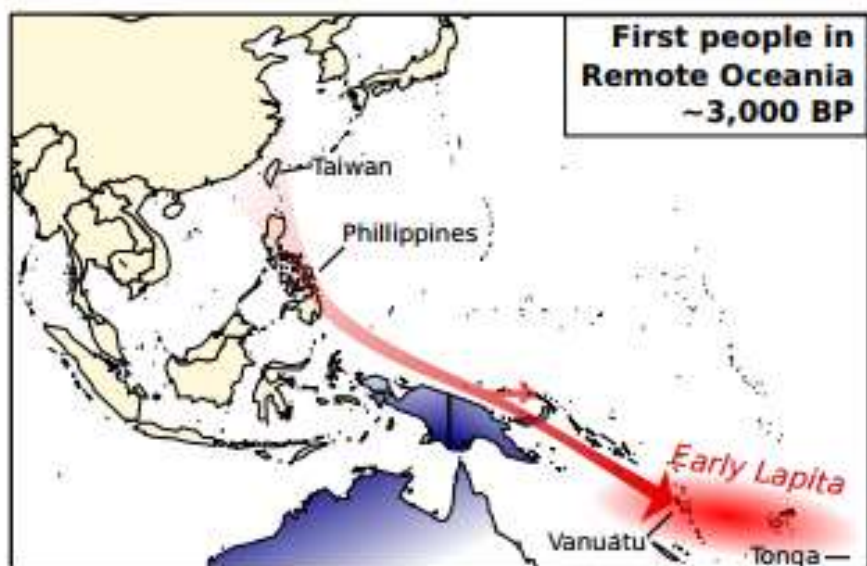 First people in
Remote Oceania
~3,000 BP
Taiwan
Phillippines
Early Lapita
Vanuatu
Tonga